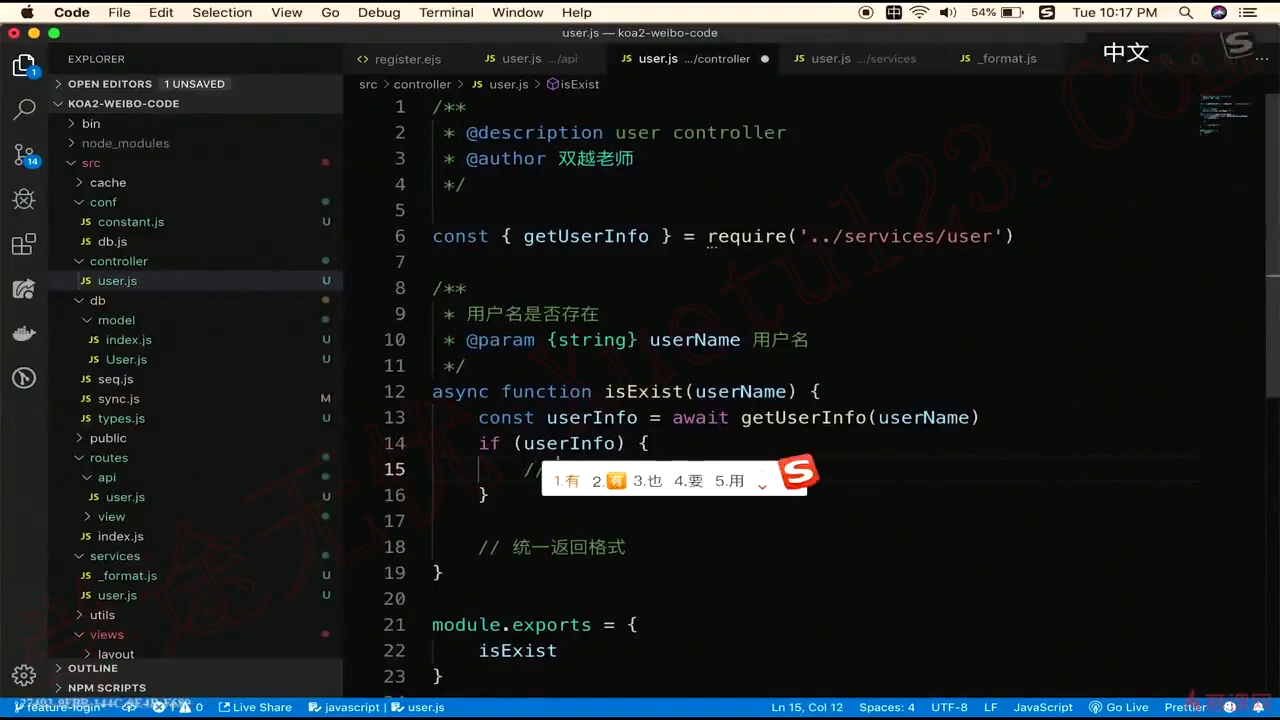 Code File Edit Selection View Go Debug Terminal Window Help 中 54% Tue 10:17 PM
user.js — koa2-weibo-code
中文
EXPLORER
OPEN EDITORS 1 UNSAVED
KOA2-WEIBO-CODE
bin
node_modules
src
cache
conf
constant.js U
db.js
controller
user.js U
db
model
index.js U
User.js U
seq.js
sync.js M
types.js U
public
routes
api
user.js U
view
index.js
services
_format.js U
user.js U
utils
views
layout
OUTLINE
NPM SCRIPTS
1
14
register.ejs user.js .../api user.js .../controller user.js .../services _format.js
src > controller > user.js > isExist
1 /**
2 * @description user controller
3 * @author 双越老师
4 */
5
6 const { getUserInfo } = require('../services/user')
7
8 /**
9 * 用户名是否存在
10 * @param {string} userName 用户名
11 */
12 async function isExist(userName) {
13 const userInfo = await getUserInfo(userName)
14 if (userInfo) {
15 //
1.有 2.有 3.也 4.要 5.用
16 }
17
18 // 统一返回格式
19 }
20
21 module.exports = {
22 isExist
23 }
feature-login 1 0 Live Share javascript | user.js Ln 15, Col 12 Spaces: 4 UTF-8 LF JavaScript Go Live Prettier